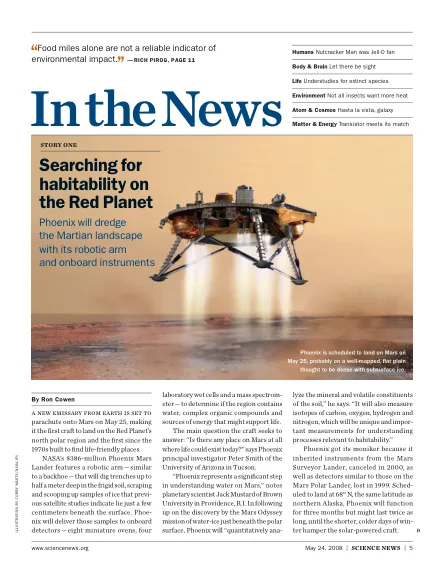 “Food miles alone are not a reliable indicator of
environmental impact.” —RICH PIROG, PAGE 11
Humans Nutcracker Man was Jell-O fan
Body & Brain Let there be sight
Life Understudies for extinct species
Environment Not all insects want more heat
Atom & Cosmos Hasta la vista, galaxy
Matter & Energy Transistor meets its match
In the News
STORY ONE
Searching for
habitability on
the Red Planet
Phoenix will dredge
the Martian landscape
with its robotic arm
and onboard instruments
Phoenix is scheduled to land on Mars on
May 25, probably on a well-mapped, flat plain
thought to be dense with subsurface ice.
By Ron Cowen
A NEW EMISSARY FROM EARTH IS SET TO
parachute onto Mars on May 25, making
it the first craft to land on the Red Planet’s
north polar region and the first since the
1970s built to find life-friendly places.
NASA’s $386-million Phoenix Mars
Lander features a robotic arm — similar
to a backhoe — that will dig trenches up to
half a meter deep in the frigid soil, scraping
and scooping up samples of ice that previ-
ous satellite studies indicate lie just a few
centimeters beneath the surface. Phoe-
nix will deliver those samples to onboard
detectors — eight miniature ovens, four
laboratory wet cells and a mass spectrom-
eter — to determine if the region contains
water, complex organic compounds and
sources of energy that might support life.
The main question the craft seeks to
answer: “Is there any place on Mars at all
where life could exist today?” says Phoenix
principal investigator Peter Smith of the
University of Arizona in Tucson.
“Phoenix represents a significant step
in understanding water on Mars,” notes
planetary scientist Jack Mustard of Brown
University in Providence, R.I. In following
up on the discovery by the Mars Odyssey
mission of water-ice just beneath the polar
surface, Phoenix will “quantitatively ana-
lyze the mineral and volatile constituents
of the soil,” he says. “It will also measure
isotopes of carbon, oxygen, hydrogen and
nitrogen, which will be unique and impor-
tant measurements for understanding
processes relevant to habitability.”
Phoenix got its moniker because it
inherited instruments from the Mars
Surveyor Lander, canceled in 2000, as
well as detectors similar to those on the
Mars Polar Lander, lost in 1999. Sched-
uled to land at 68° N, the same latitude as
northern Alaska, Phoenix will function
for three months but might last twice as
long, until the shorter, colder days of win-
ter hamper the solar-powered craft.
www.sciencenews.org
May 24, 2008 | SCIENCE NEWS | 5